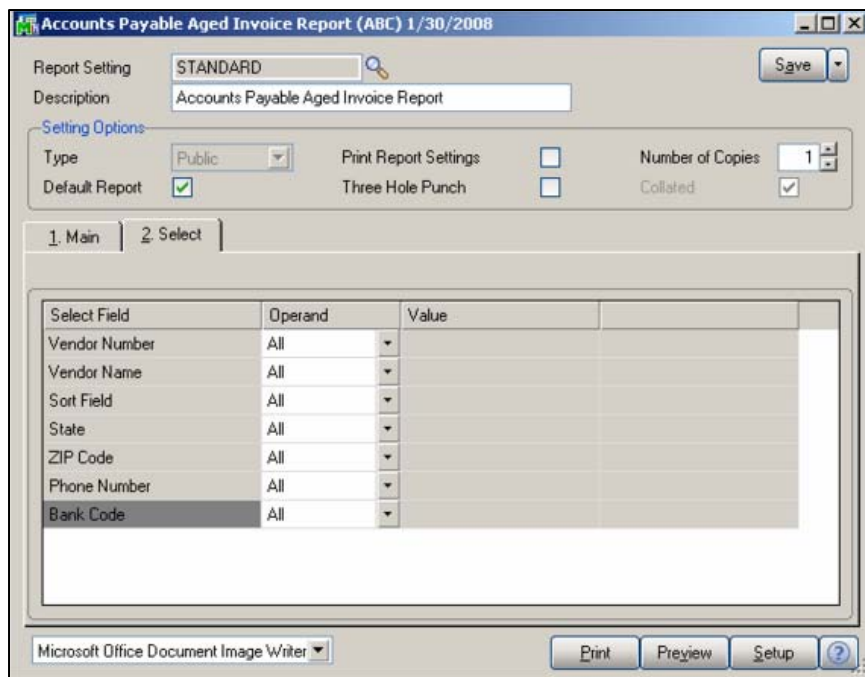 Accounts Payable Aged Invoice Report (ABC) 1/30/2008
Report Setting STANDARD Save
Description Accounts Payable Aged Invoice Report
Setting Options
Type Public Print Report Settings Number of Copies 1
Default Report Three Hole Punch Collated
1. Main 2. Select
Select Field Operand Value
Vendor Number All
Vendor Name All
Sort Field All
State All
ZIP Code All
Phone Number All
Bank Code All
Microsoft Office Document Image Writer Print Preview Setup ?